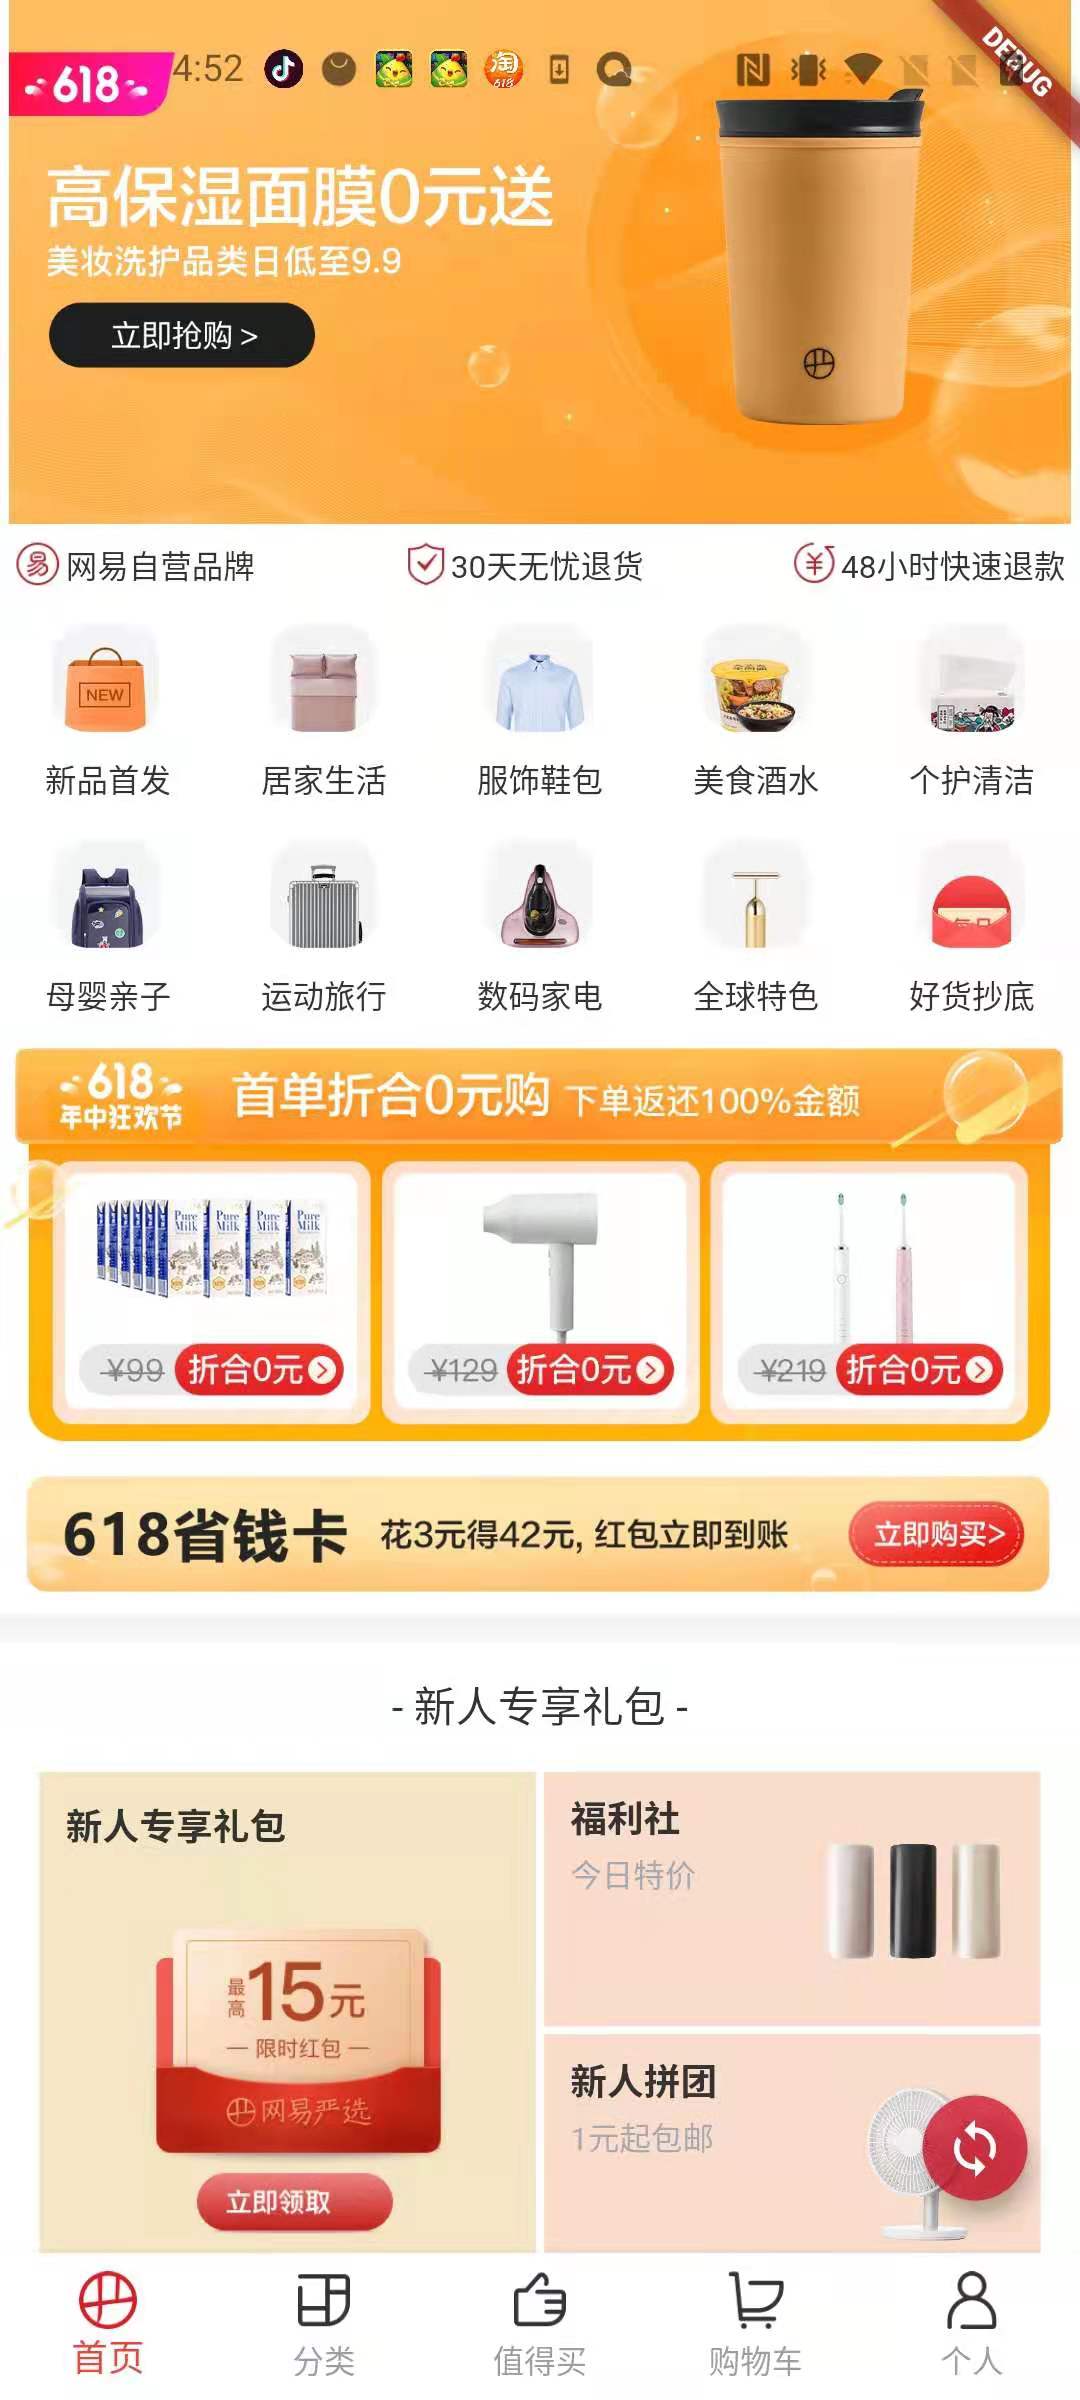 4:52
淘
618
DEBUG
618
高保湿面膜0元送
美妆洗护品类日低至9.9
立即抢购 >
易 网易自营品牌
30天无忧退货
¥ 48小时快速退款
NEW
新品首发
居家生活
服饰鞋包
美食酒水
个护清洁
母婴亲子
运动旅行
数码家电
全球特色
好货抄底
618
年中狂欢节
首单折合0元购 下单返还100%金额
Pure Milk Pure Milk Pure Milk Pure Milk
¥99 折合0元
¥129 折合0元
¥219 折合0元
618省钱卡 花3元得42元, 红包立即到账 立即购买>
- 新人专享礼包 -
新人专享礼包
最高15元
限时红包
网易严选
立即领取
福利社
今日特价
新人拼团
1元起包邮
首页
分类
值得买
购物车
个人